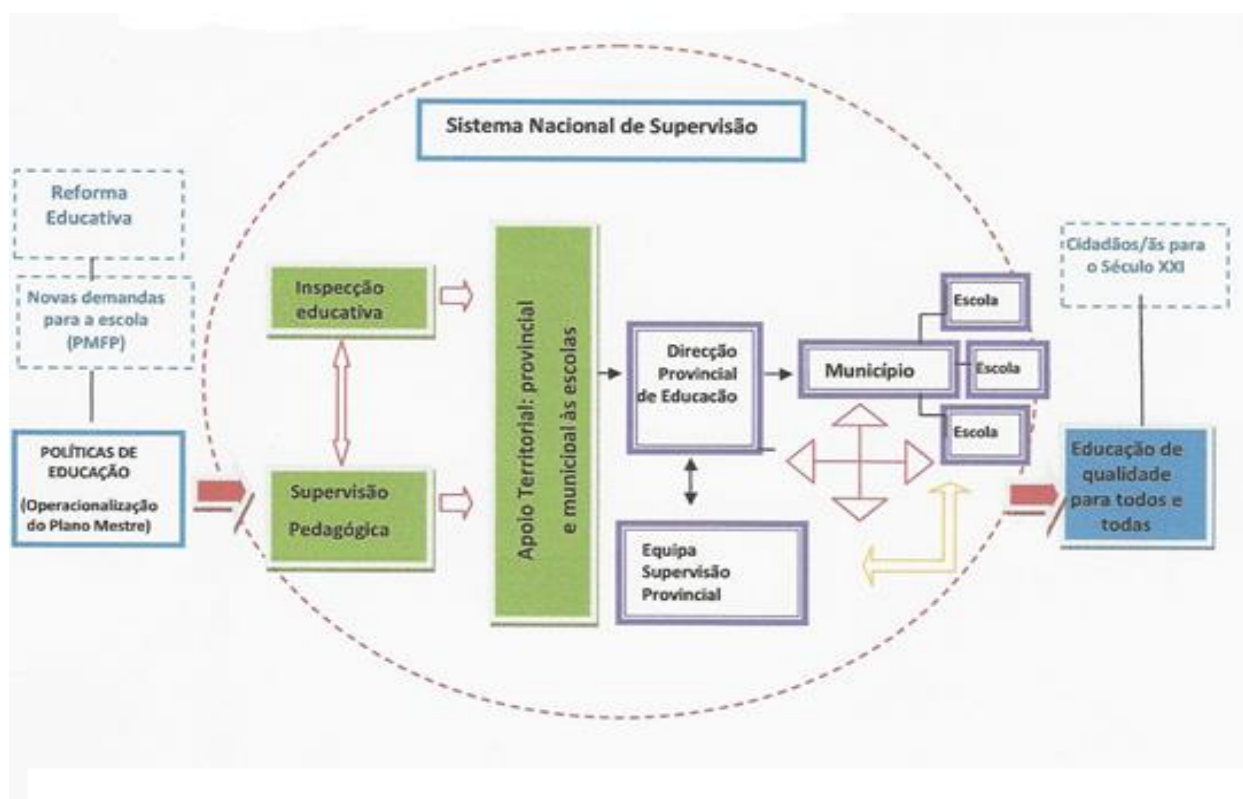 Sistema Nacional de Supervisão
Reforma
Educativa
Novas demandas
para a escola
(PMFP)
POLÍTICAS DE
EDUCAÇÃO
(Operacionalização
do Plano Mestre)
Inspecção
educativa
Supervisão
Pedagógica
Apoio Territorial: provincial
e municipal às escolas
Direcção
Provincial
de Educacão
Equipa
Supervisão
Provincial
Município
Escola
Escola
Escola
Cidadãos/ãs para
o Século XXI
Educação de
qualidade
para todos e
todas